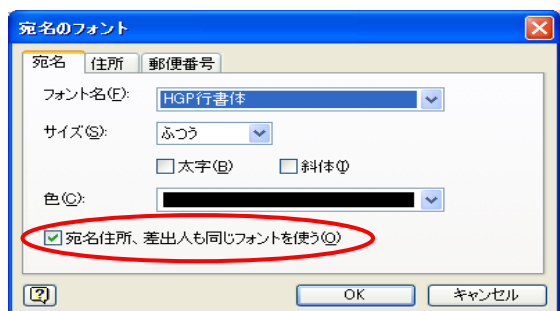 宛名のフォント
宛名 住所 郵便番号
フォント名(F): HGP行書体
サイズ(S): ふつう
太字(B) 斜体(I)
色(C):
宛名住所、差出人も同じフォントを使う(O)
? OK キャンセル